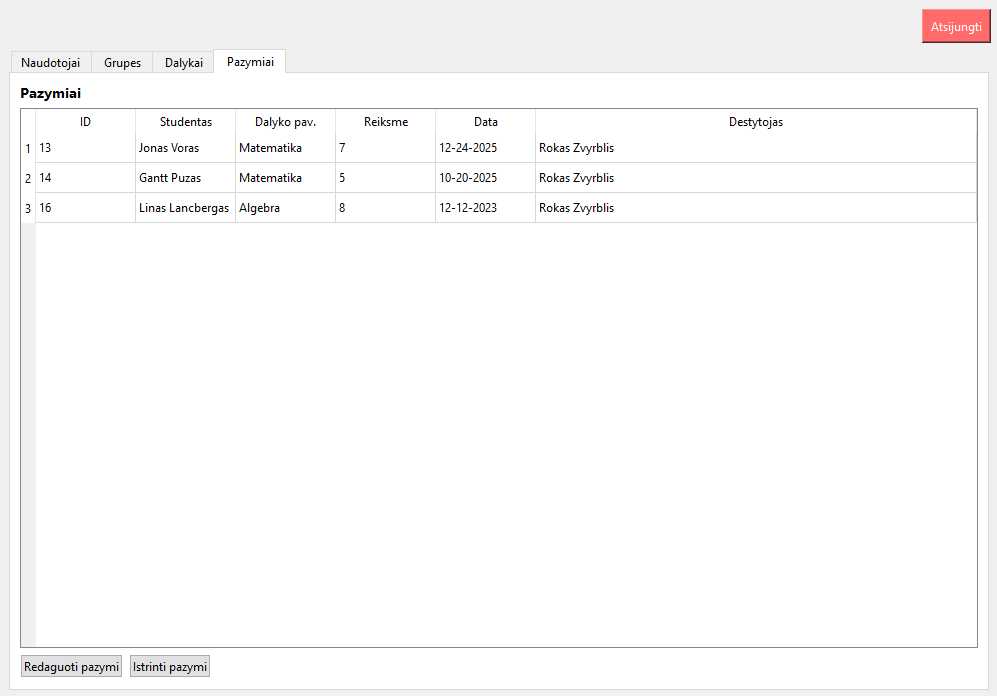 Atsijungti
Naudotojai Grupes Dalykai Pazymiai
Pazymiai
ID Studentas Dalyko pav. Reiksme Data Destytojas
1 13 Jonas Voras Matematika 7 12-24-2025 Rokas Zvyrblis
2 14 Gantt Puzas Matematika 5 10-20-2025 Rokas Zvyrblis
3 16 Linas Lancbergas Algebra 8 12-12-2023 Rokas Zvyrblis
Redaguoti pazymi Istrinti pazymi